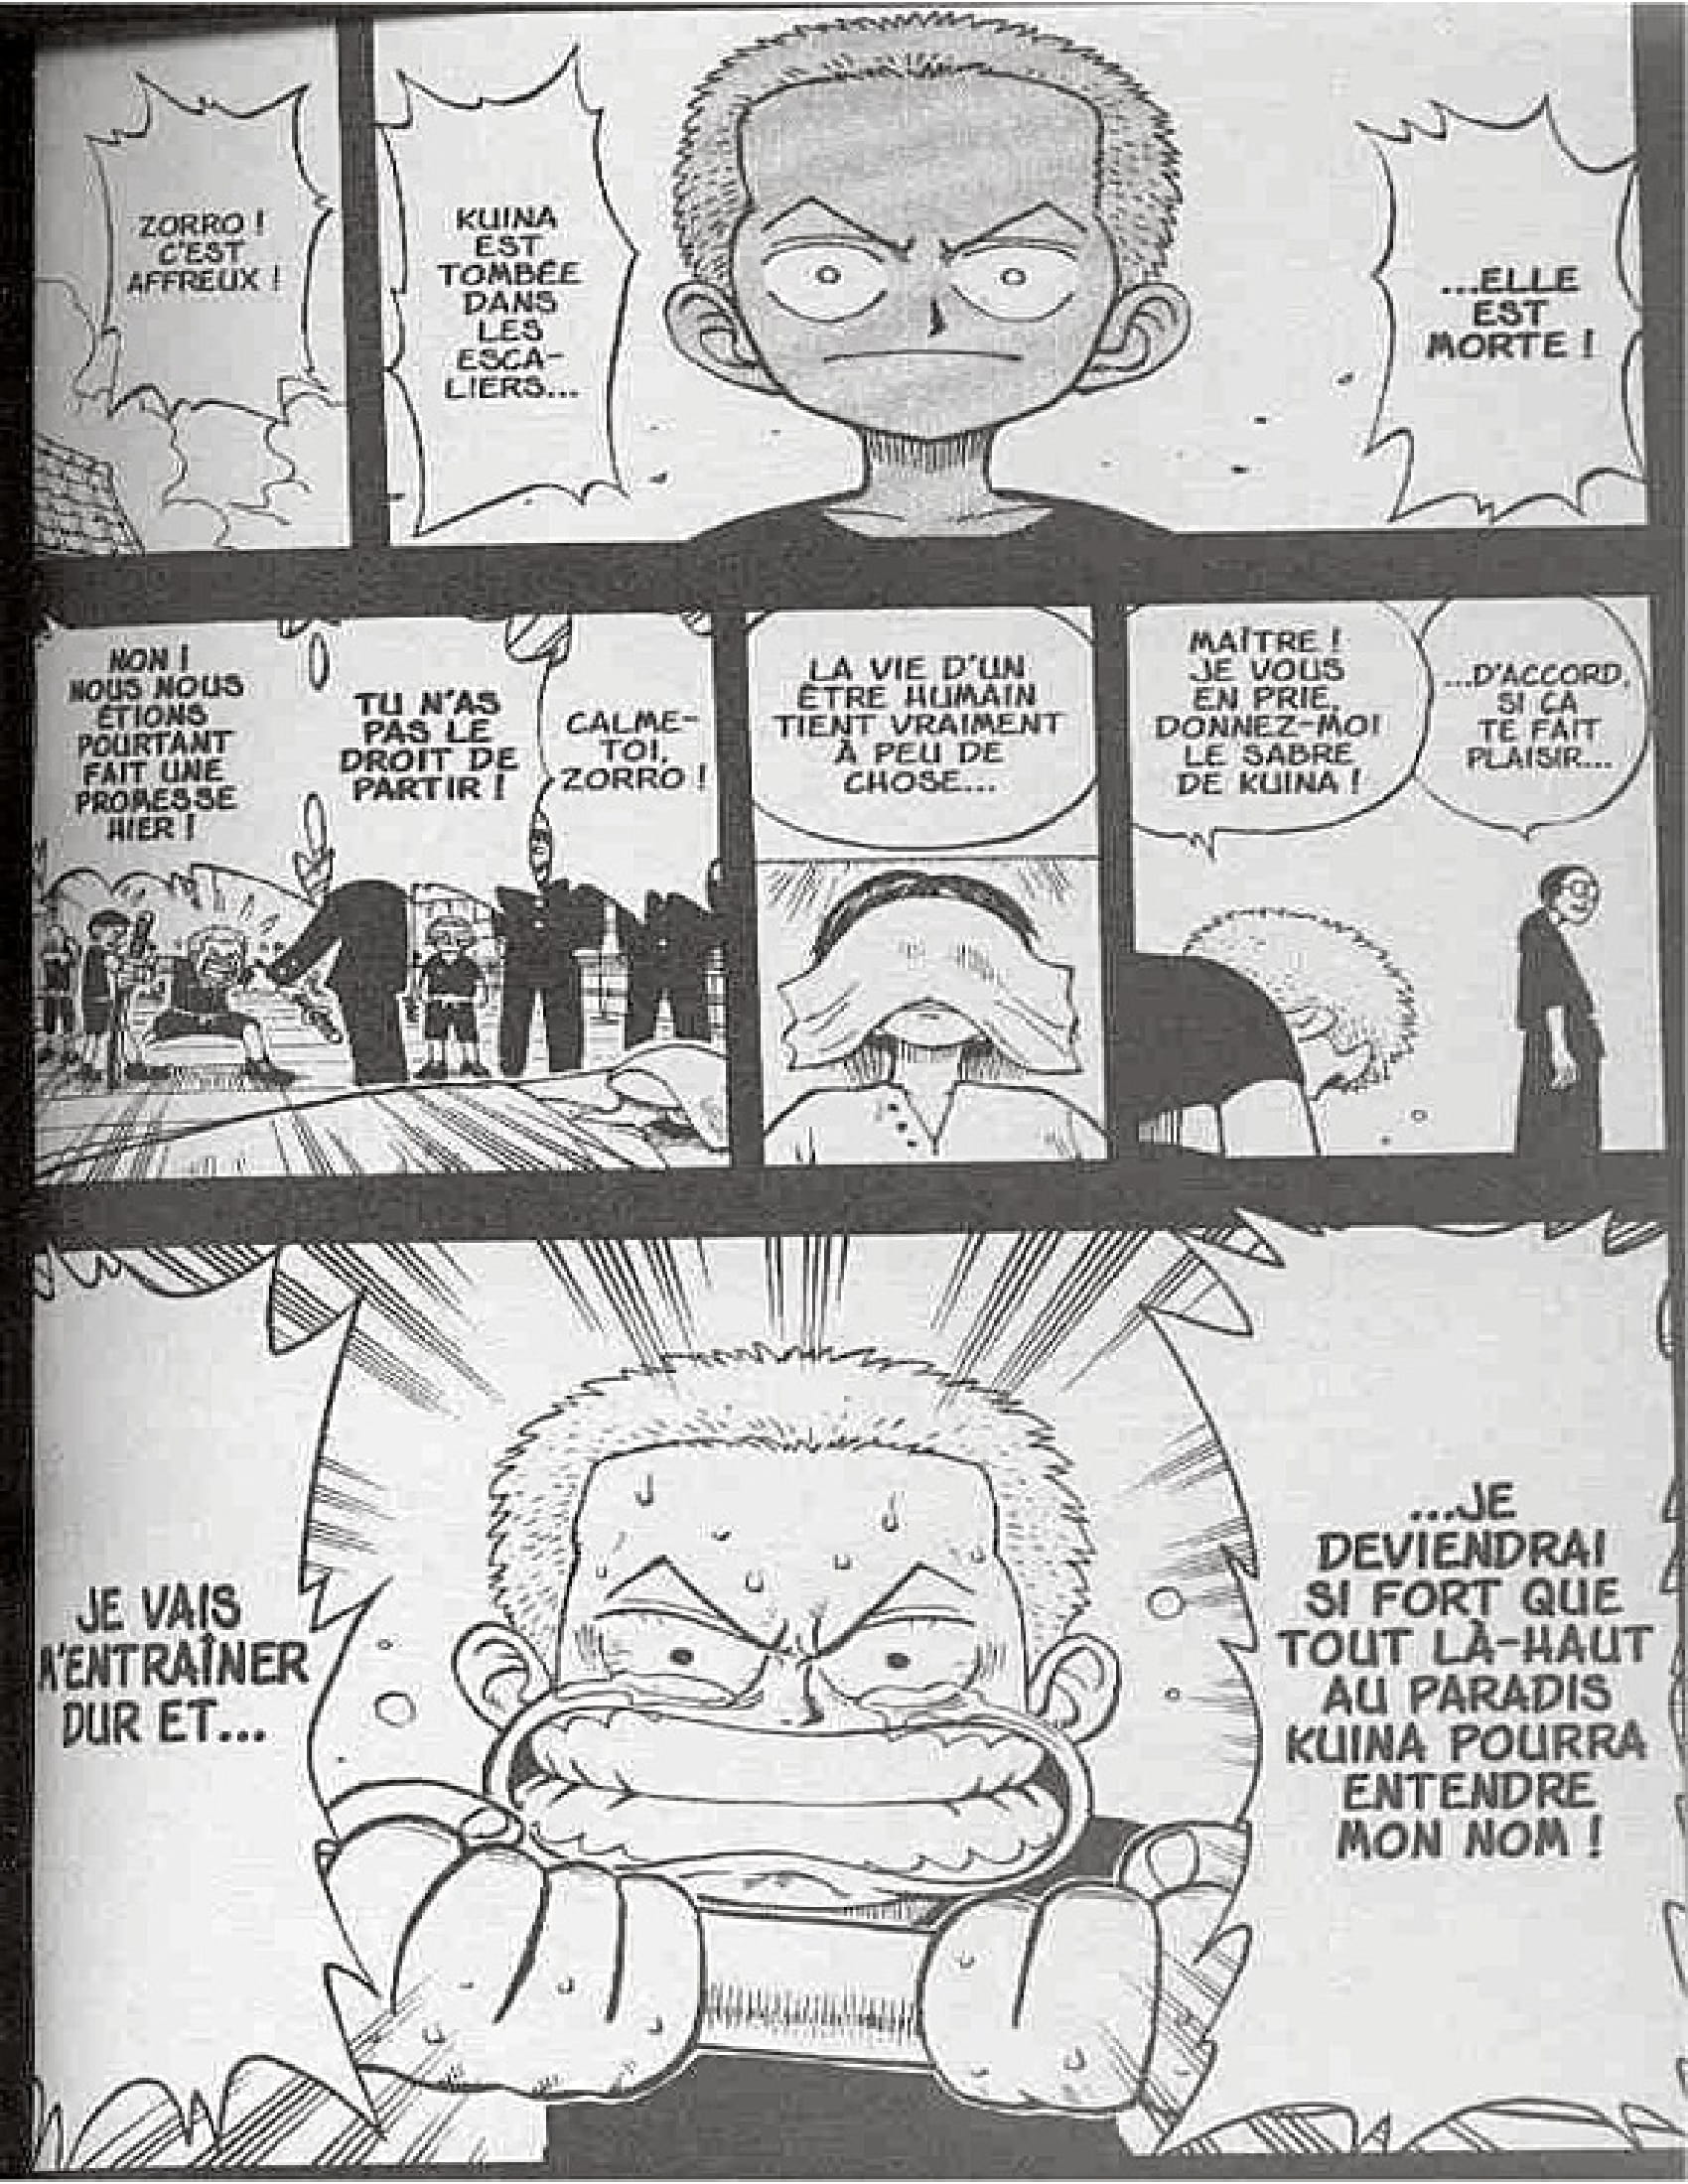 ZORRO !
C'EST
AFFREUX !
KUINA
EST
TOMBÉE
DANS
LES
ESCA-
LIERS...
...ELLE
EST
MORTE !
NON !
NOUS NOUS
ÉTIONS
POURTANT
FAIT UNE
PROMESSE
HIER !
TU N'AS
PAS LE
DROIT DE
PARTIR !
CALME-
TOI,
ZORRO !
LA VIE D'UN
ÊTRE HUMAIN
TIENT VRAIMENT
À PEU DE
CHOSE...
MAÎTRE !
JE VOUS
EN PRIE,
DONNEZ-MOI
LE SABRE
DE KUINA !
...D'ACCORD,
SI ÇA
TE FAIT
PLAISIR...
JE VAIS
M'ENTRAÎNER
DUR ET...
...JE
DEVIENDRAI
SI FORT QUE
TOUT LÀ-HAUT
AU PARADIS
KUINA POURRA
ENTENDRE
MON NOM !